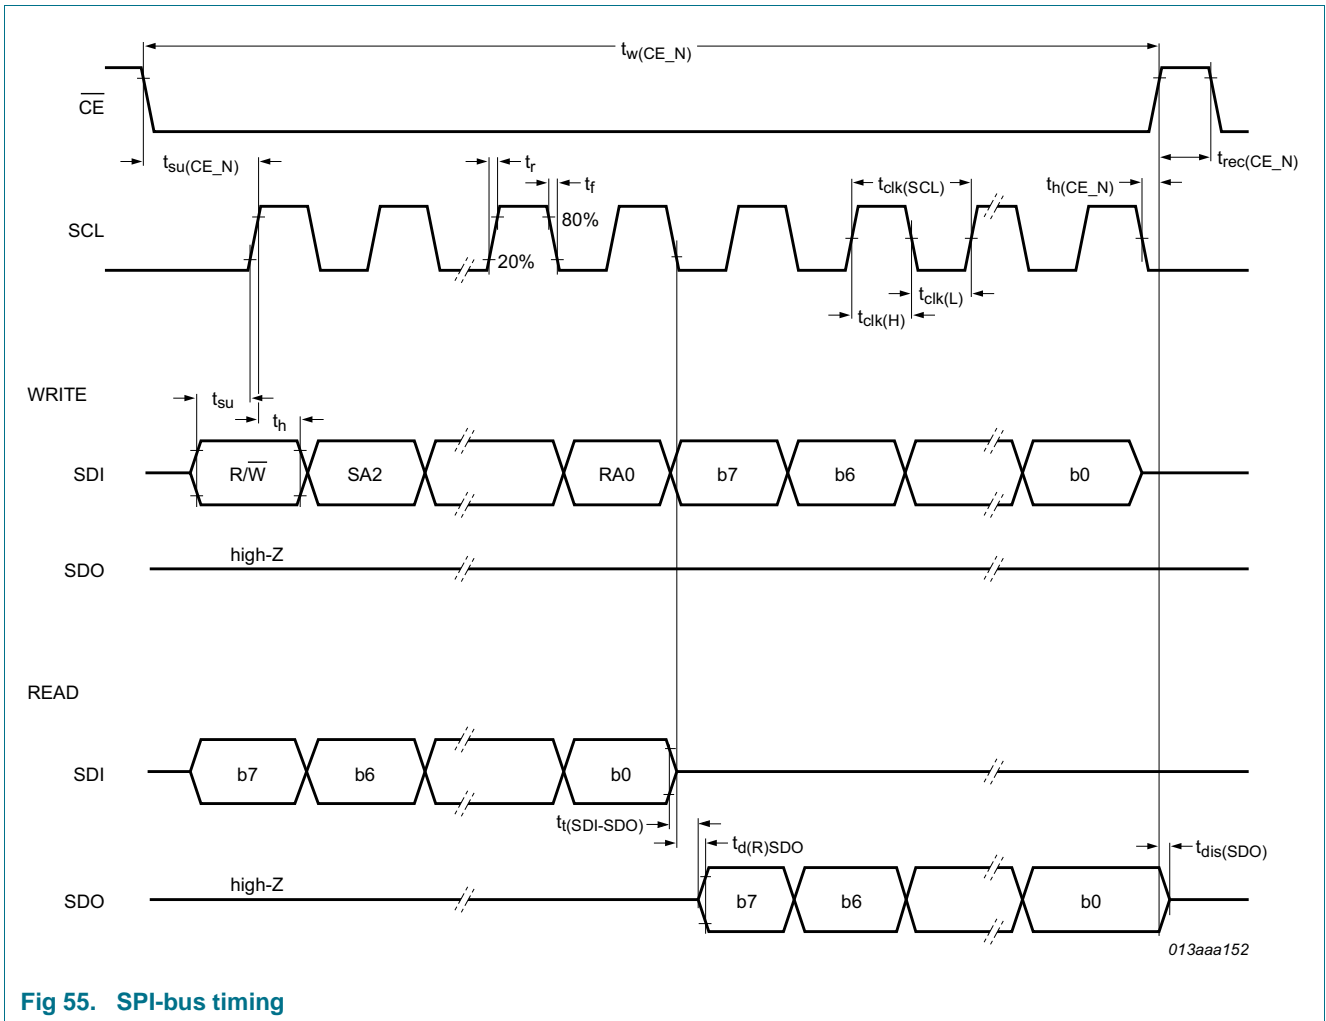 tw(CE_N)
CE
tsu(CE_N)
tr
tf
tclk(SCL)
th(CE_N)
trec(CE_N)
SCL
80%
20%
tclk(L)
tclk(H)
WRITE
tsu
th
SDI
R/W
SA2
RA0
b7
b6
b0
high-Z
SDO
READ
SDI
b7
b6
b0
tt(SDI-SDO)
td(R)SDO
tdis(SDO)
high-Z
SDO
b7
b6
b0
013aaa152
Fig 55. SPI-bus timing